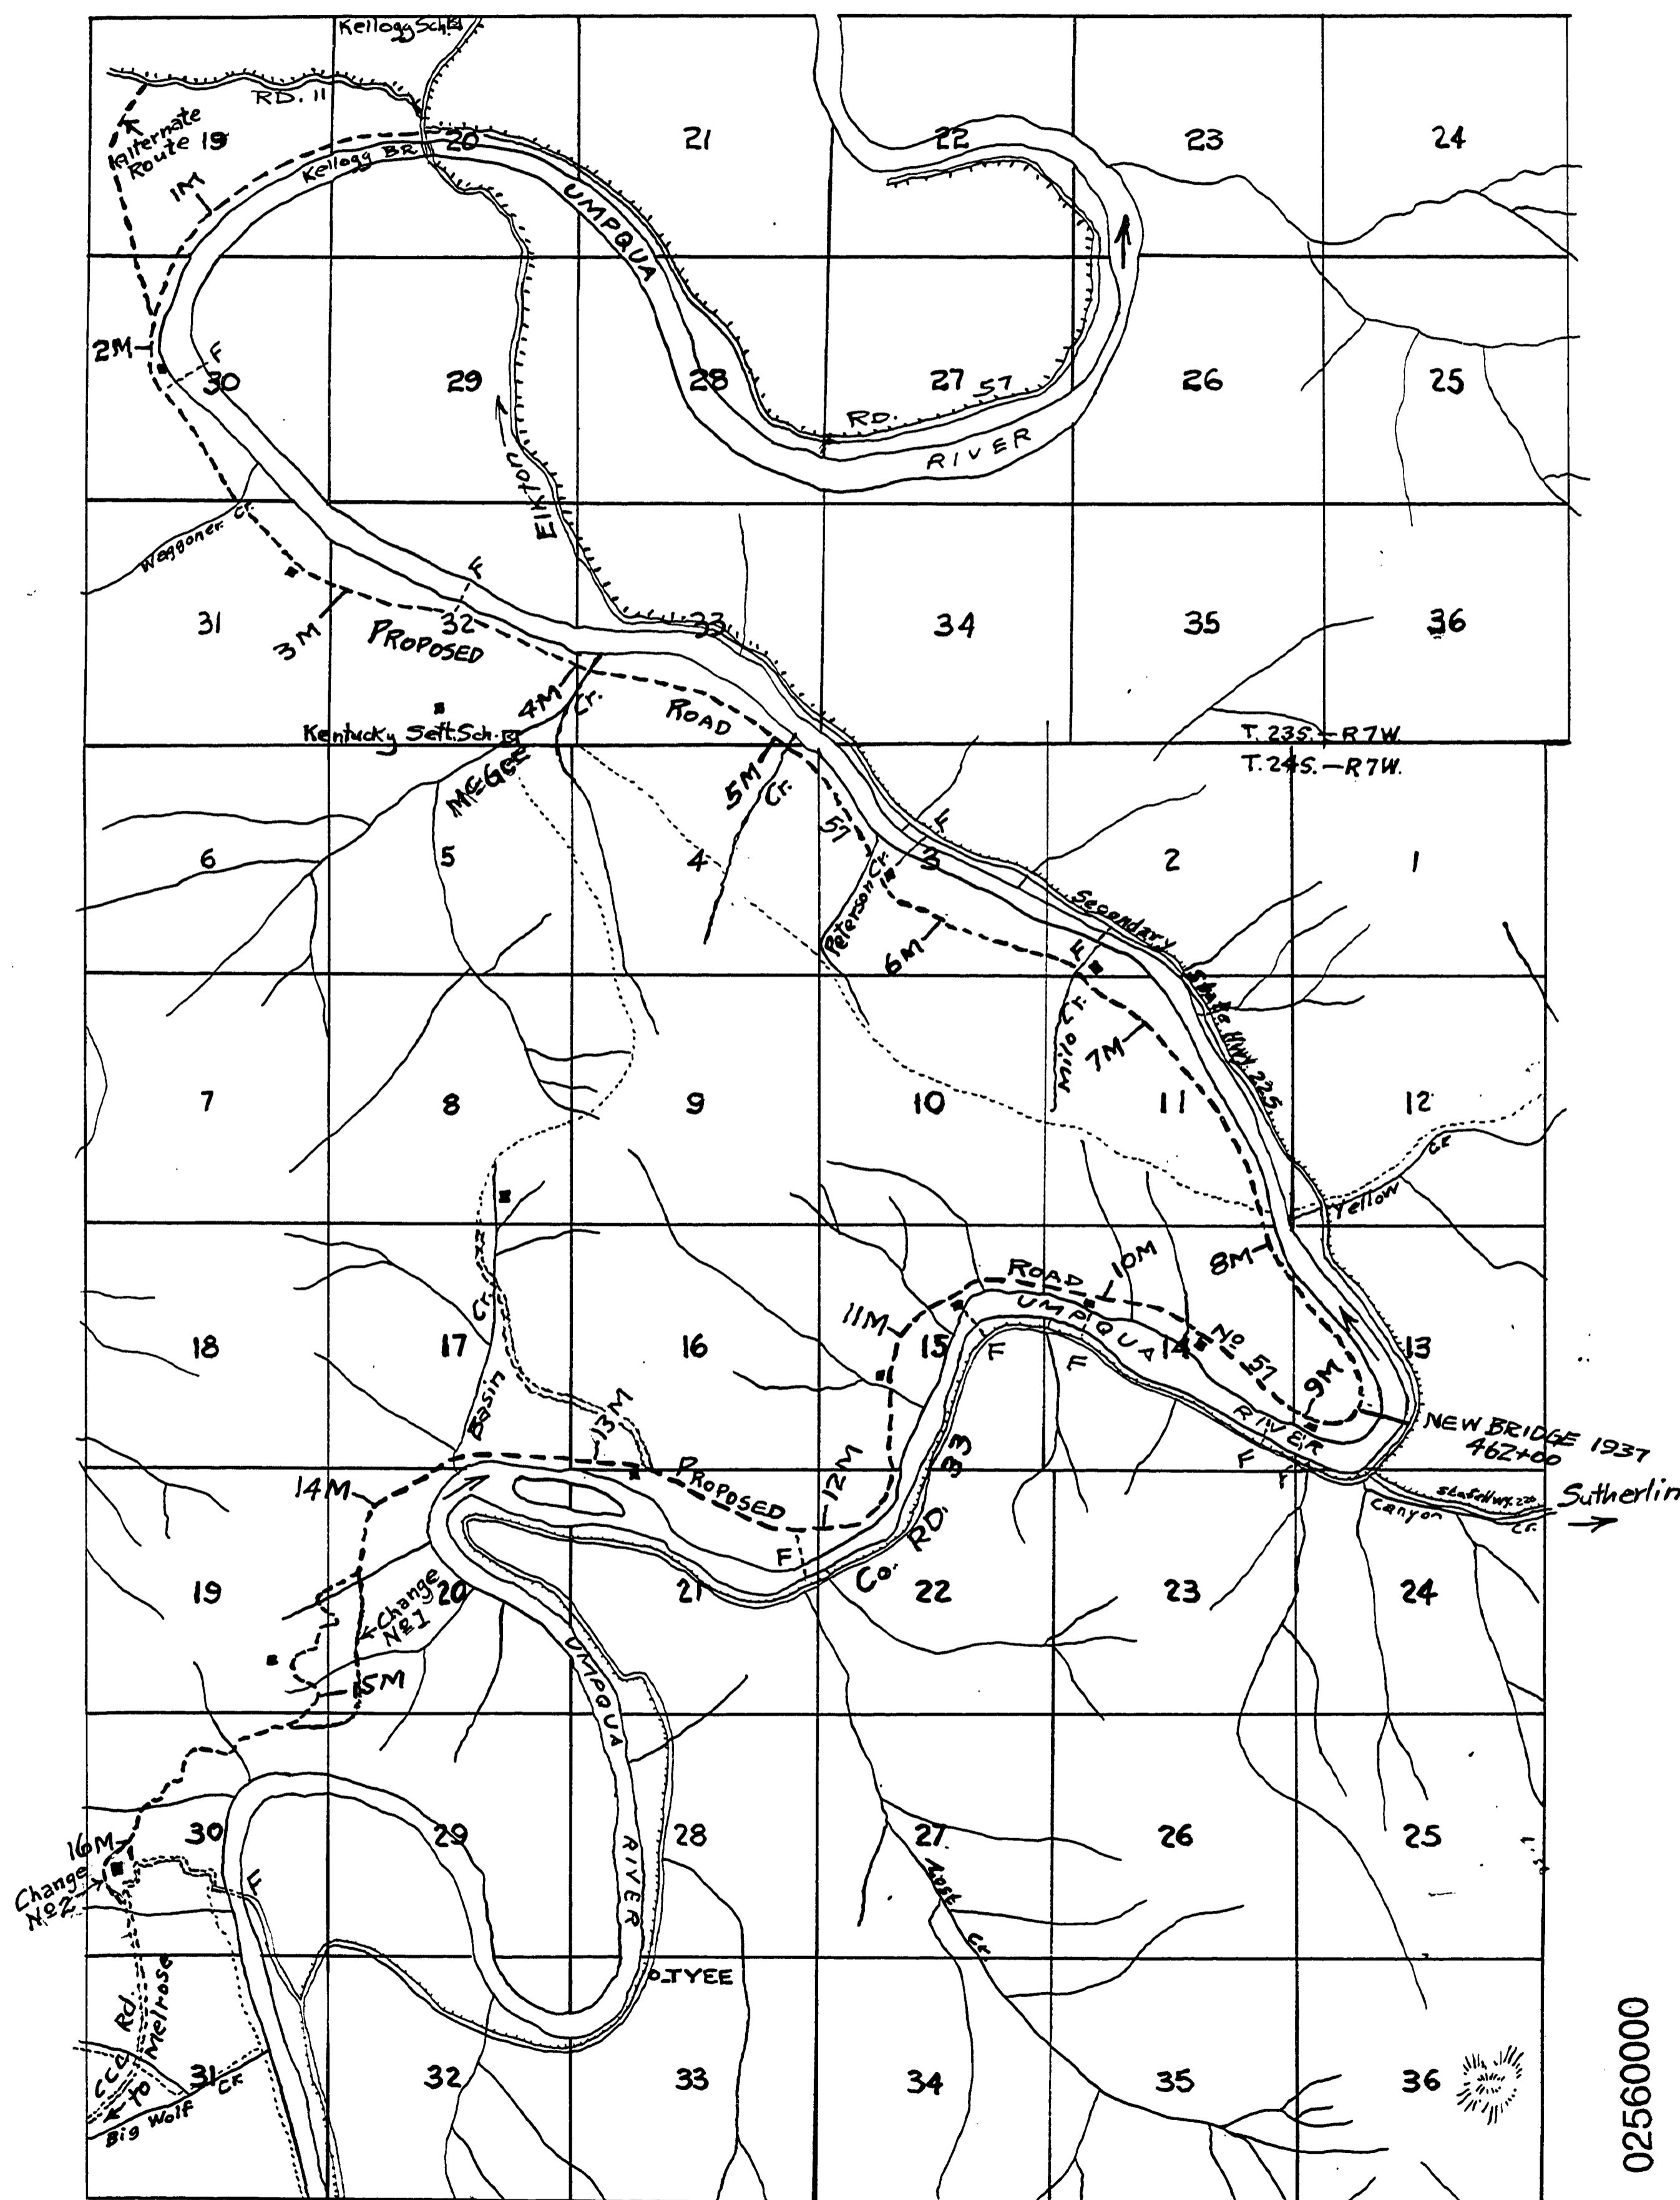 Kellogg Sch.
RD. 11
Alternate
Route 19
1M
Kellogg BR
20
21
22
23
24
UMPQUA
2M
F
30
29
28
27
57
26
25
RD.
RIVER
Elkton
Waggoner Cr.
F
31
3M
32
PROPOSED
33
34
35
36
4M
Cr.
ROAD
Kentucky Sett. Sch.
McGee
T. 23S.-R7W.
T. 24S.-R7W.
5M
Cr.
57
F
6
5
4
3
2
1
Peterson Cr.
Secondary
State HWY. 225
6M
F
Milo Cr.
7M
7
8
9
10
11
12
Yellow
Cr.
8M
10M
ROAD
UMPQUA
11M
Cr.
18
17
16
15
F
F
14
No
57
9M
13
Basin
13M
RIVER
F
F
NEW BRIDGE 1937
462+00
14M
PROPOSED
12M
33
RD.
Co.
F
State Hwy. 225
Canyon
Cr.
Sutherlin
19
20
Change
No 1
21
22
23
24
UMPQUA
15M
30
29
28
27
26
25
16M
Change
No 2
F
RIVER
Lost
Cr.
TYEE
CCC Rd.
to Melrose
31
Cr.
Big Wolf
32
33
34
35
36
02560000